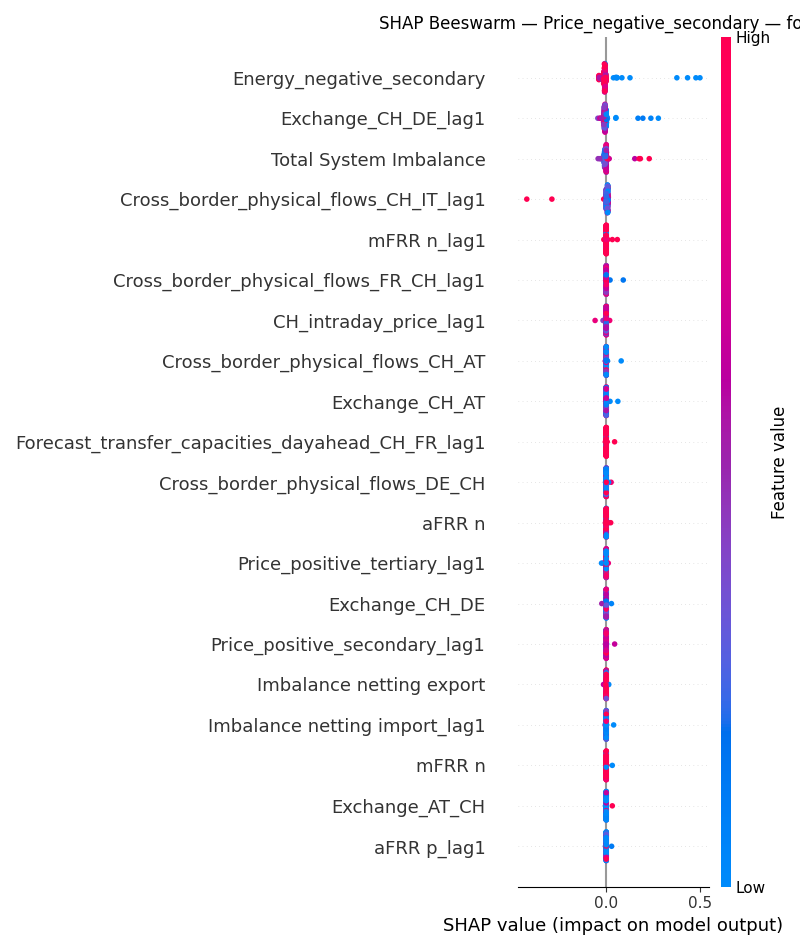 SHAP Beeswarm — Price_negative_secondary — fo
High
Energy_negative_secondary
Exchange_CH_DE_lag1
Total System Imbalance
Cross_border_physical_flows_CH_IT_lag1
mFRR n_lag1
Cross_border_physical_flows_FR_CH_lag1
CH_intraday_price_lag1
Cross_border_physical_flows_CH_AT
Exchange_CH_AT
Forecast_transfer_capacities_dayahead_CH_FR_lag1
Cross_border_physical_flows_DE_CH
aFRR n
Price_positive_tertiary_lag1
Exchange_CH_DE
Price_positive_secondary_lag1
Imbalance netting export
Imbalance netting import_lag1
mFRR n
Exchange_AT_CH
aFRR p_lag1
Feature value
Low
0.0 0.5
SHAP value (impact on model output)